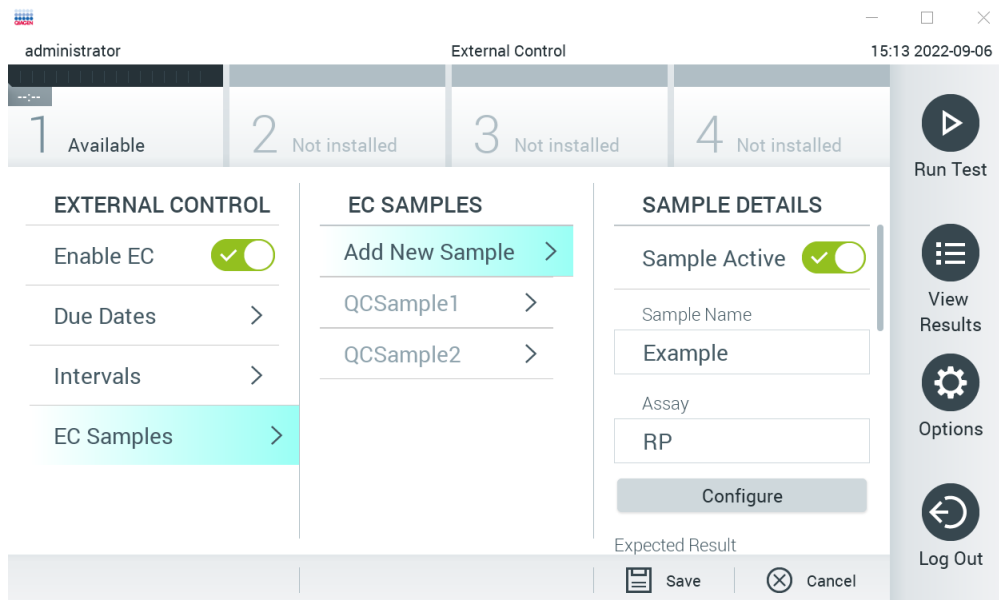 QIAGEN
administrator External Control 15:13 2022-09-06
--:--
1 Available
2 Not installed
3 Not installed
4 Not installed
EXTERNAL CONTROL
Enable EC
Due Dates
Intervals
EC Samples
EC SAMPLES
Add New Sample
QCSample1
QCSample2
SAMPLE DETAILS
Sample Active
Sample Name
Example
Assay
RP
Configure
Expected Result
Save
Cancel
Run Test
View
Results
Options
Log Out